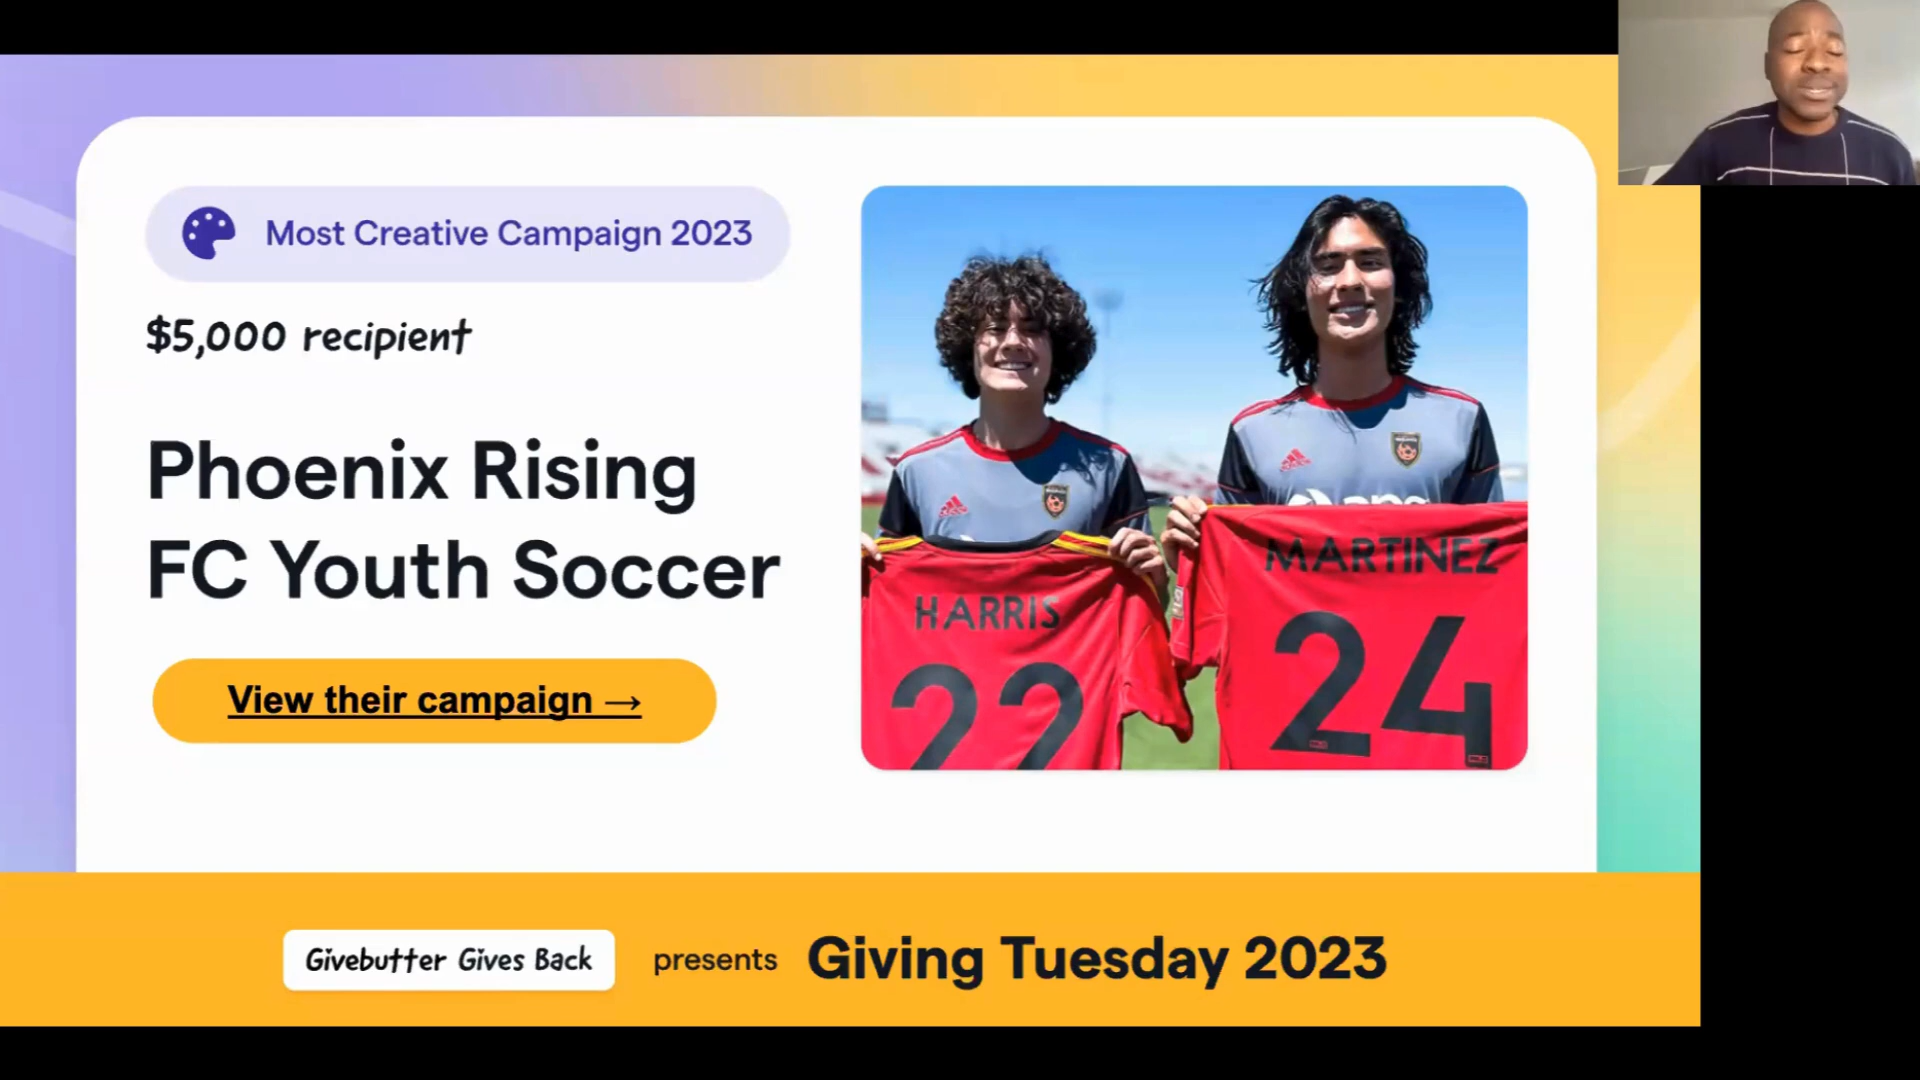 Most Creative Campaign 2023
$5,000 recipient
Phoenix Rising
FC Youth Soccer
View their campaign →
HARRIS
22
MARTINEZ
24
Givebutter Gives Back
presents
Giving Tuesday 2023